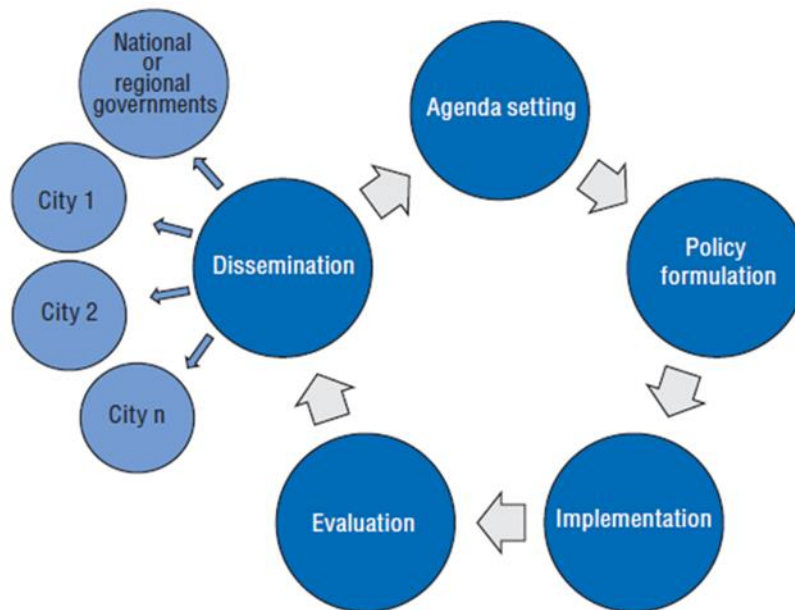 National
or
regional
governments
City 1
City 2
City n
Dissemination
Agenda setting
Policy
formulation
Implementation
Evaluation